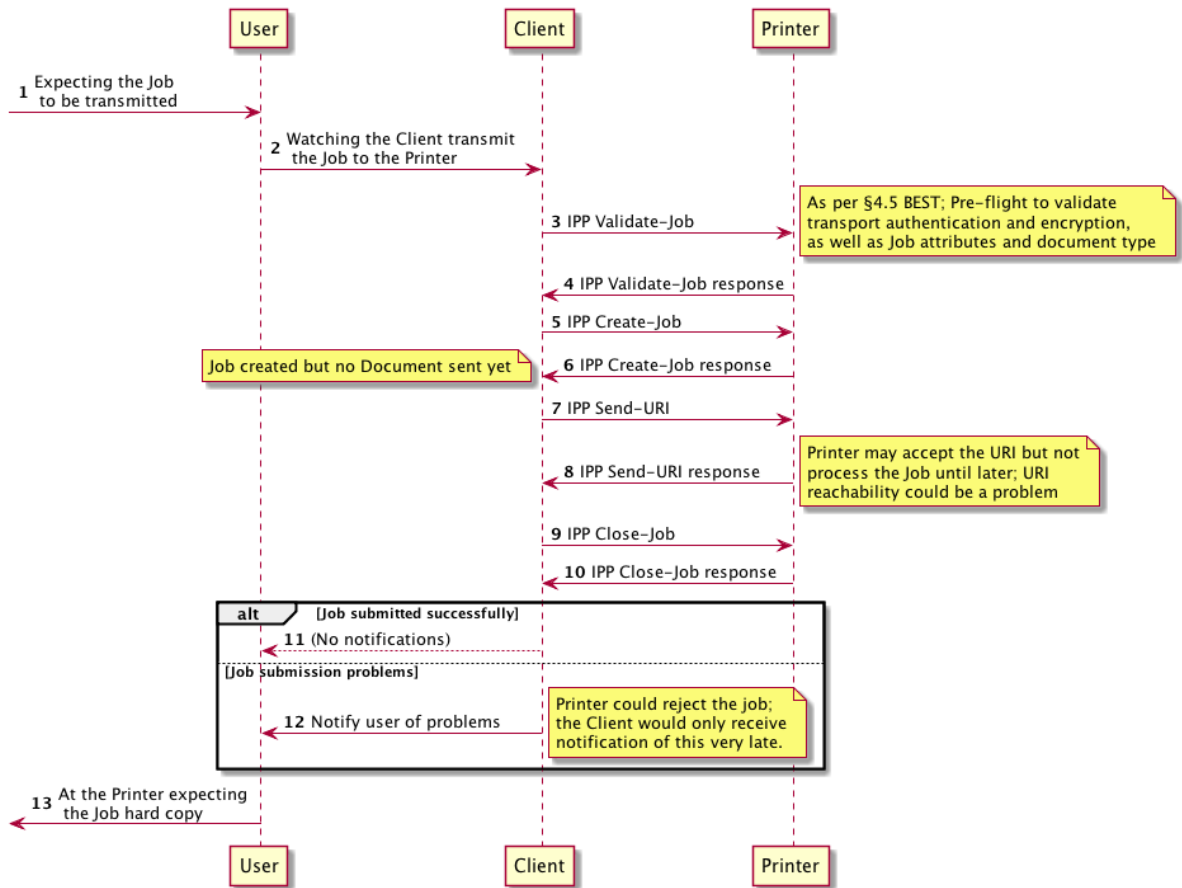 User
Client
Printer
1 Expecting the Job
to be transmitted
2 Watching the Client transmit
the Job to the Printer
3 IPP Validate-Job
As per §4.5 BEST; Pre-flight to validate
transport authentication and encryption,
as well as Job attributes and document type
4 IPP Validate-Job response
5 IPP Create-Job
Job created but no Document sent yet
6 IPP Create-Job response
7 IPP Send-URI
8 IPP Send-URI response
Printer may accept the URI but not
process the Job until later; URI
reachability could be a problem
9 IPP Close-Job
10 IPP Close-Job response
alt
[Job submitted successfully]
11 (No notifications)
[Job submission problems]
12 Notify user of problems
Printer could reject the job;
the Client would only receive
notification of this very late.
13 At the Printer expecting
the Job hard copy
User
Client
Printer